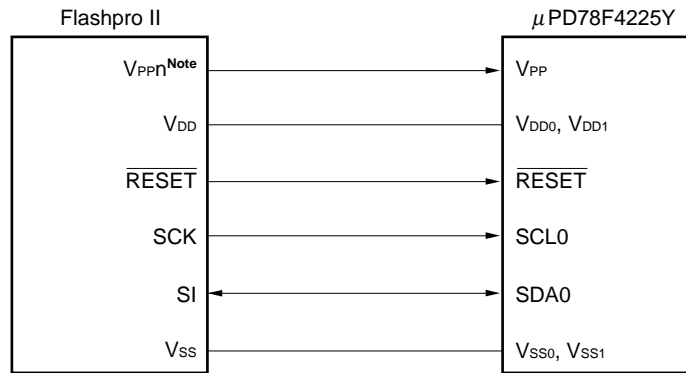 Flashpro II
μPD78F4225Y
VPPnNote
VPP
VDD
VDD0, VDD1
RESET
RESET
SCK
SCL0
SI
SDA0
VSS
VSS0, VSS1